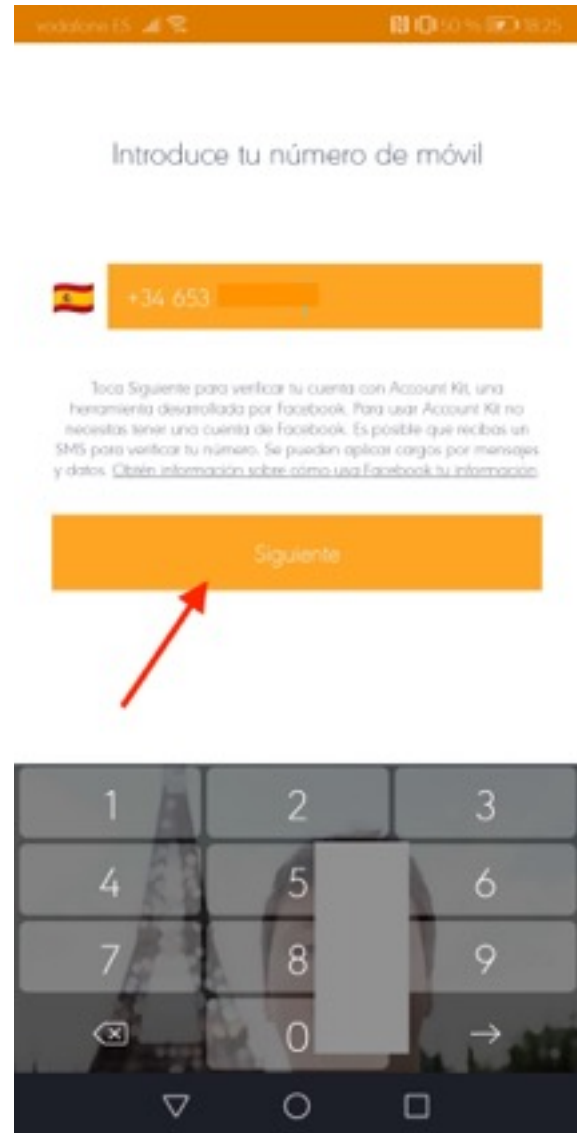 vodafone ES 50 % 18:25
Introduce tu número de móvil
+34 653
Toca Siguiente para verificar tu cuenta con Account Kit, una
herramienta desarrollada por Facebook. Para usar Account Kit no
necesitas tener una cuenta de Facebook. Es posible que recibas un
SMS para verificar tu número. Se pueden aplicar cargos por mensajes
y datos. Obtén información sobre cómo usa Facebook tu información.
Siguiente
1 2 3
4 5 6
7 8 9
0